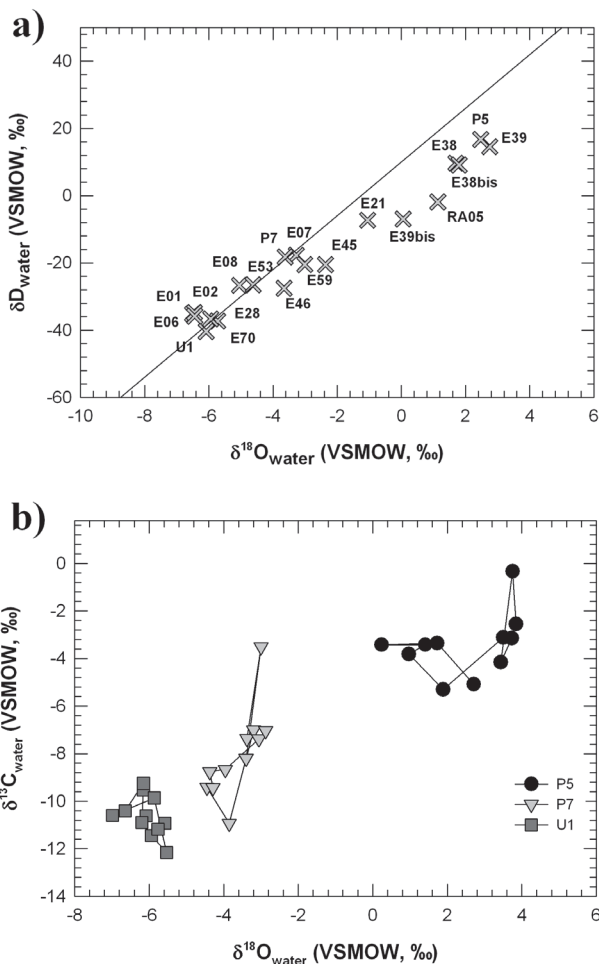 a)
40
20
0
-20
-40
-60
δDwater (VSMOW, ‰)
P5
E39
E38
E38bis
RA05
E21
E39bis
P7
E07
E45
E08
E53
E59
E46
E01
E02
E06
E28
U1
E70
-10
-8
-6
-4
-2
0
2
4
6
δ18Owater (VSMOW, ‰)
b)
0
-2
-4
-6
-8
-10
-12
-14
δ13Cwater (VSMOW, ‰)
P5
P7
U1
-8
-6
-4
-2
0
2
4
6
δ18Owater (VSMOW, ‰)